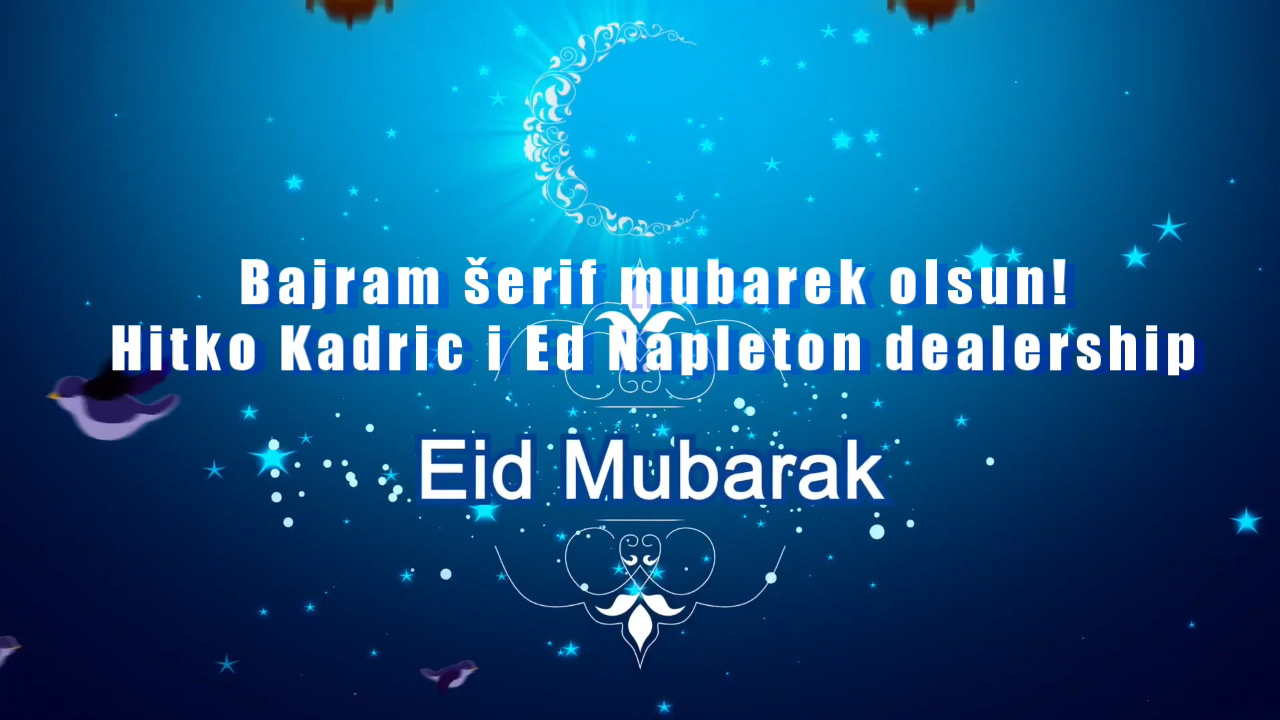 Bajram šerif mubarek olsun!
Hitko Kadric i Ed Napleton dealership
Eid Mubarak